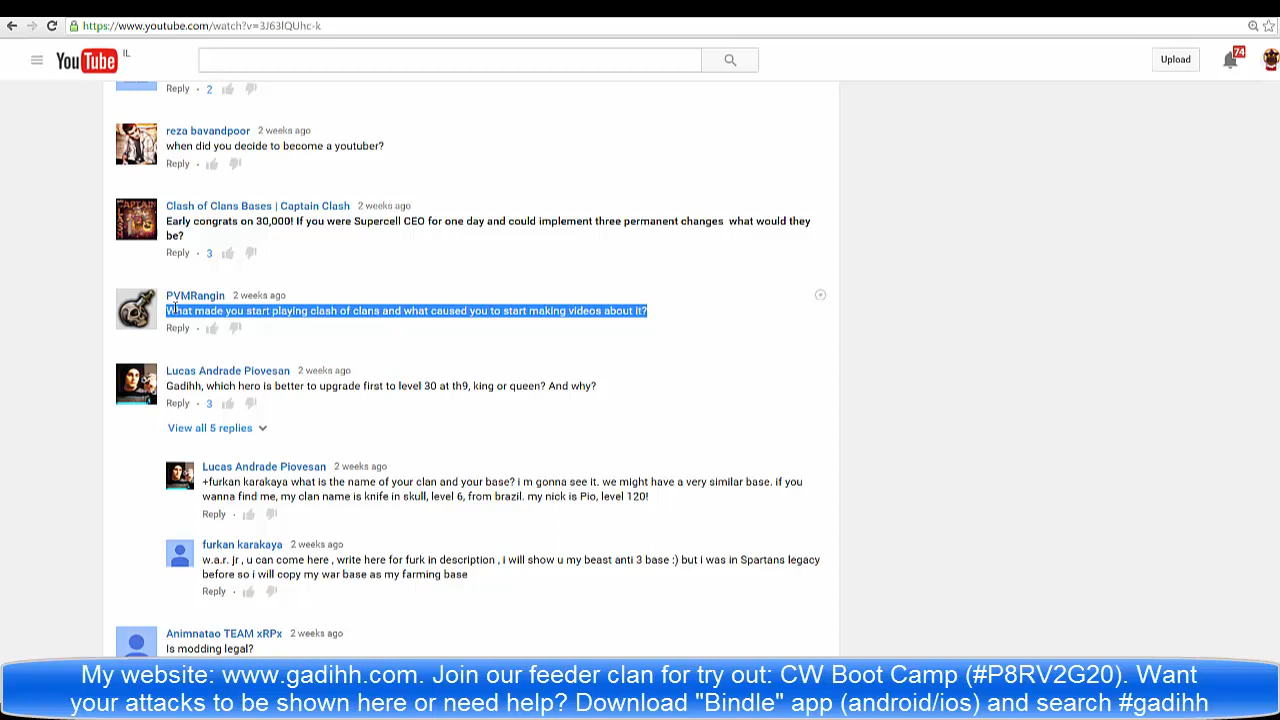 https://www.youtube.com/watch?v=3J63lQUhc-k
YouTube IL
Upload
74
Reply · 2
reza bavandpoor 2 weeks ago
when did you decide to become a youtuber?
Reply ·
Clash of Clans Bases | Captain Clash 2 weeks ago
Early congrats on 30,000! If you were Supercell CEO for one day and could implement three permanent changes what would they
be?
Reply · 3
PVMRangin 2 weeks ago
What made you start playing clash of clans and what caused you to start making videos about it?
Reply ·
Lucas Andrade Piovesan 2 weeks ago
Gadihh, which hero is better to upgrade first to level 30 at th9, king or queen? And why?
Reply · 3
View all 5 replies
Lucas Andrade Piovesan 2 weeks ago
+furkan karakaya what is the name of your clan and your base? i m gonna see it. we might have a very similar base. if you
wanna find me, my clan name is knife in skull, level 6, from brazil. my nick is Pio, level 120!
Reply ·
furkan karakaya 2 weeks ago
w.a.r. jr , u can come here , write here for furk in description , i will show u my beast anti 3 base :) but i was in Spartans legacy
before so i will copy my war base as my farming base
Reply ·
Animnatao TEAM xRPx 2 weeks ago
Is modding legal?
My website: www.gadihh.com. Join our feeder clan for try out: CW Boot Camp (#P8RV2G20). Want
your attacks to be shown here or need help? Download "Bindle" app (android/ios) and search #gadihh